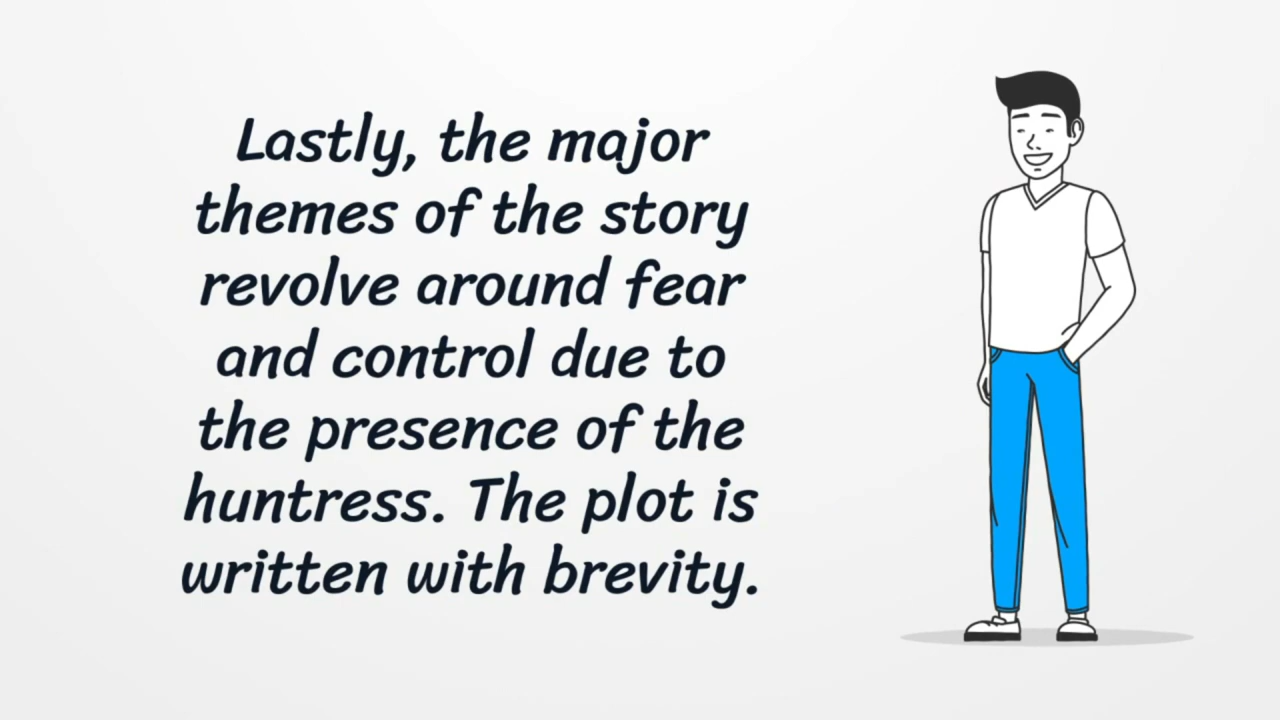 Lastly, the major
themes of the story
revolve around fear
and control due to
the presence of the
huntress. The plot is
written with brevity.